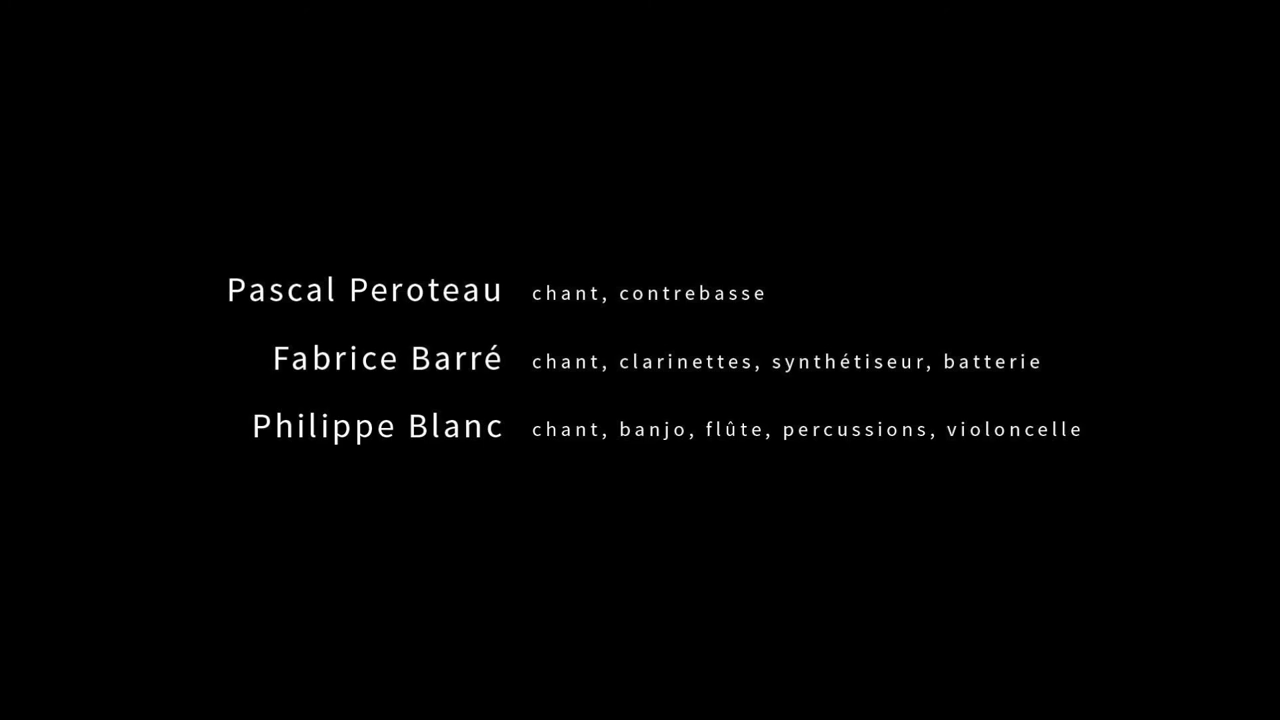 Pascal Peroteau chant, contrebasse
Fabrice Barré chant, clarinettes, synthétiseur, batterie
Philippe Blanc chant, banjo, flûte, percussions, violoncelle